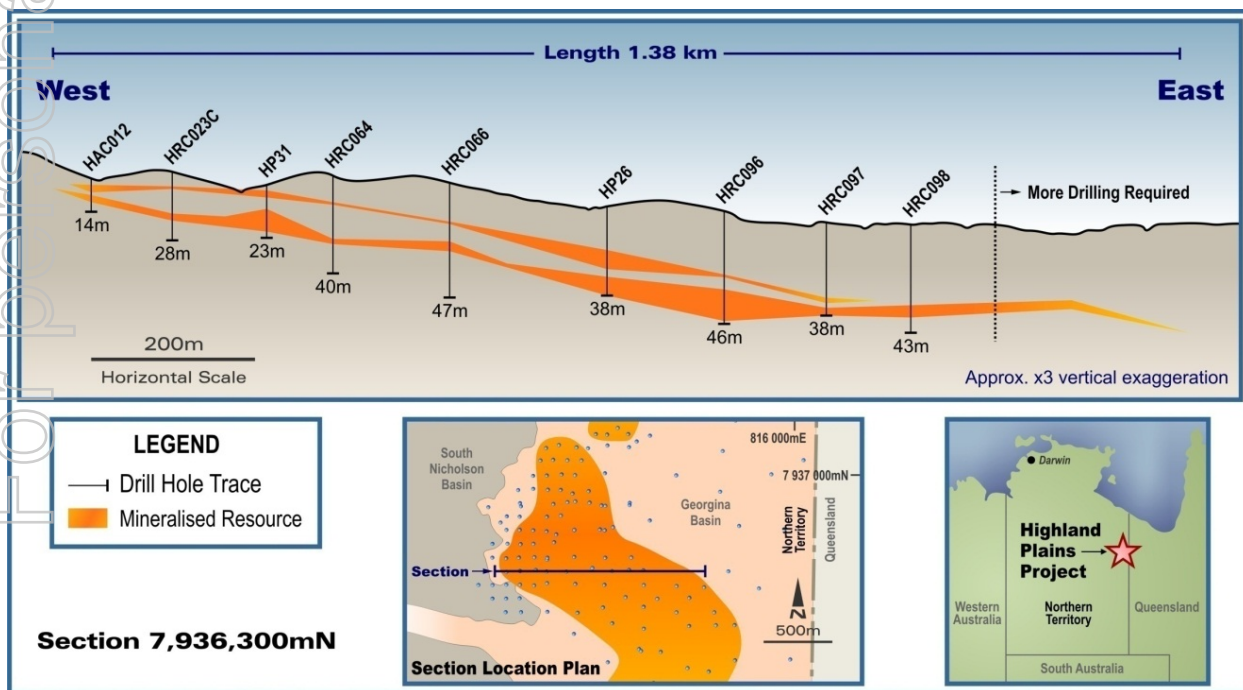 For persona
Length 1.38 km
West
East
HAC012
HRC023C
HP31
HRC064
HRC066
HP26
HRC096
HRC097
HRC098
More Drilling Required
14m
28m
23m
40m
47m
38m
46m
38m
43m
200m
Horizontal Scale
Approx. x3 vertical exaggeration
LEGEND
Drill Hole Trace
Mineralised Resource
Section 7,936,300mN
South
Nicholson
Basin
816 000mE
7 937 000mN
Georgina
Basin
Northern
Territory
Queensland
Section
N
500m
Section Location Plan
Darwin
Highland
Plains
Project
Western
Australia
Northern
Territory
Queensland
South Australia